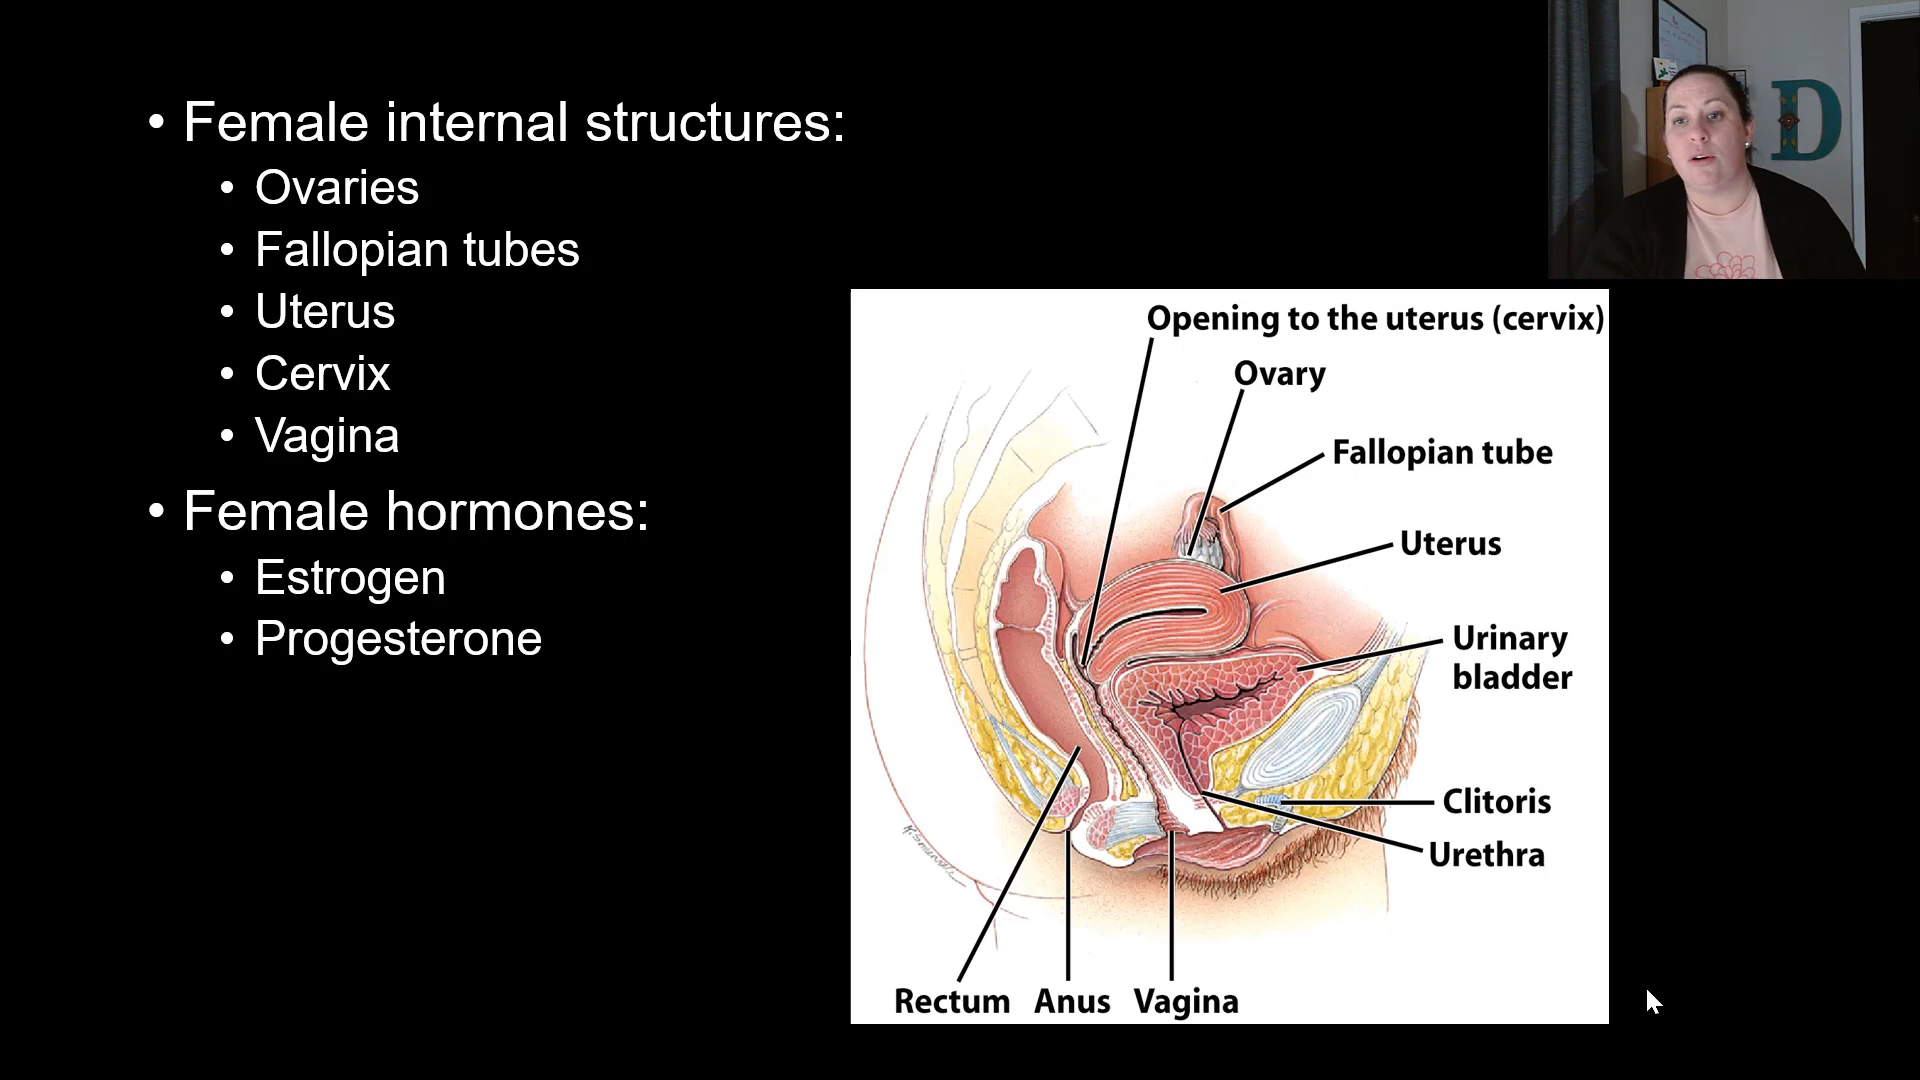 • Female internal structures:
• Ovaries
• Fallopian tubes
• Uterus
• Cervix
• Vagina
• Female hormones:
• Estrogen
• Progesterone
D
Opening to the uterus (cervix)
Ovary
Fallopian tube
Uterus
Urinary
bladder
Clitoris
Urethra
Rectum Anus Vagina